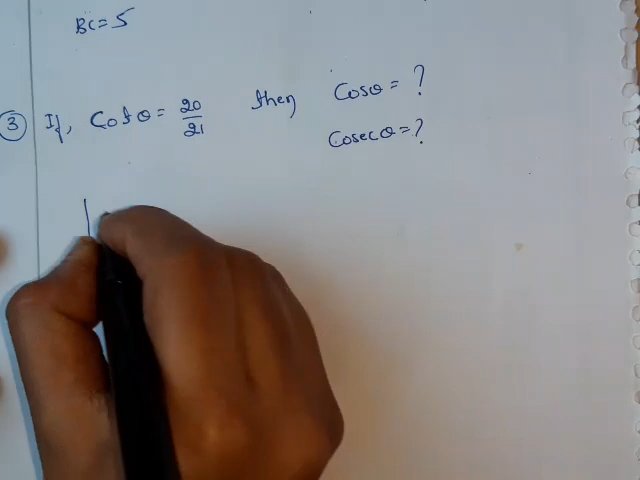 BC = 5
③ If, Cotθ = 20/21 then Cosθ = ?
Cosecθ = ?